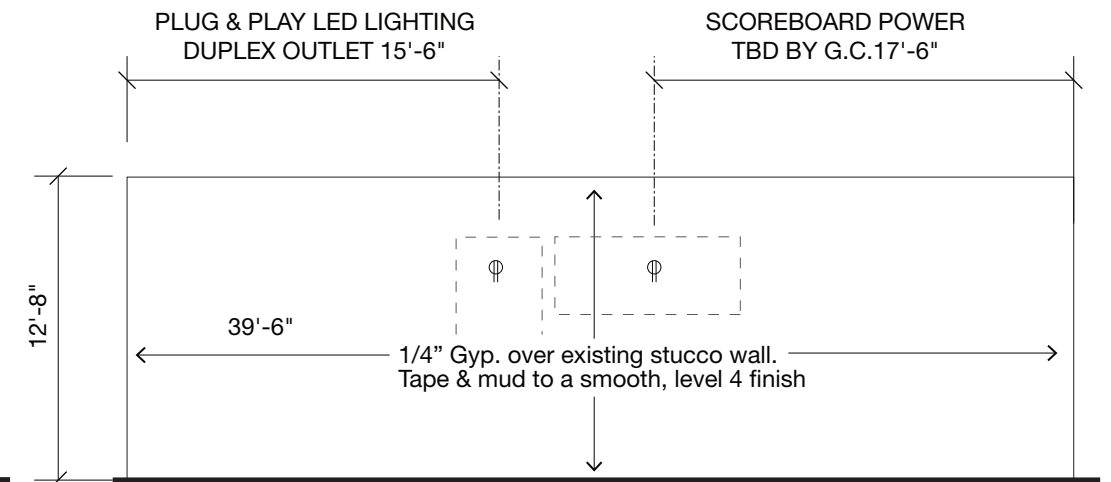 PLUG & PLAY LED LIGHTING
DUPLEX OUTLET 15'-6"
SCOREBOARD POWER
TBD BY G.C.17'-6"
12'-8"
39'-6"
1/4” Gyp. over existing stucco wall.
Tape & mud to a smooth, level 4 finish